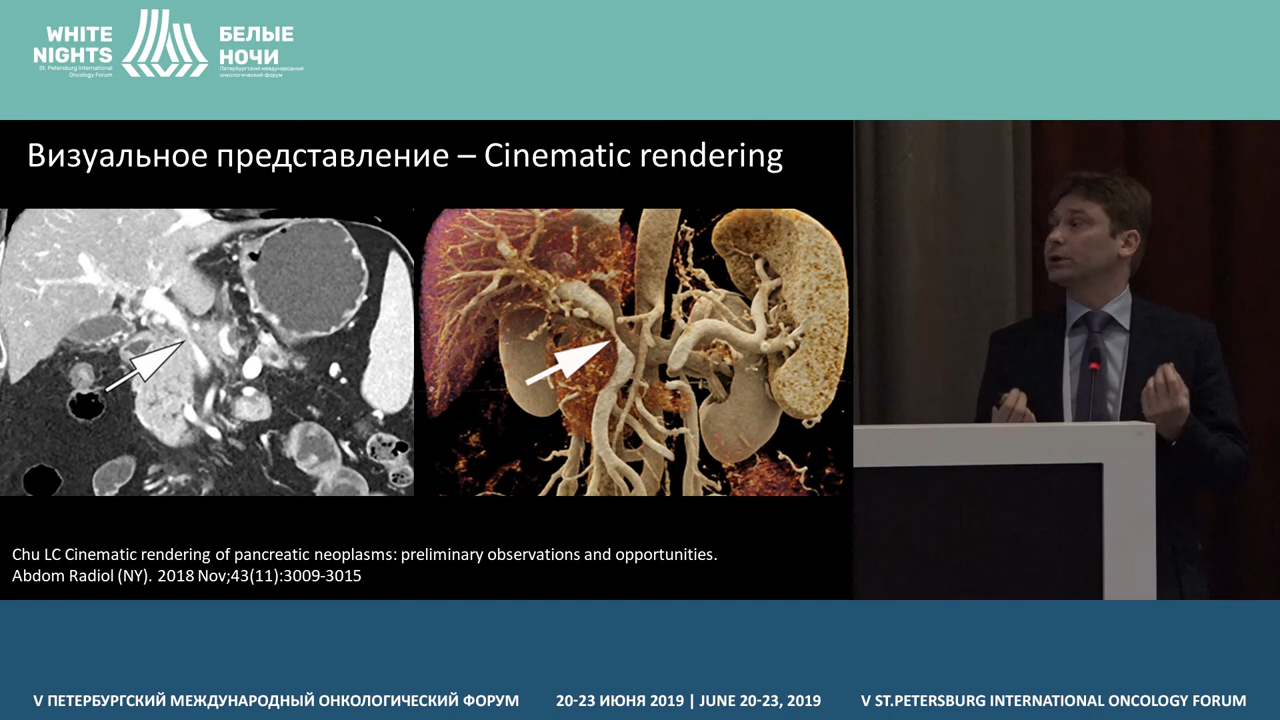 WHITE
NIGHTS
St. Petersburg International
Oncology Forum
БЕЛЫЕ
НОЧИ
Петербургский международный
онкологический форум
Визуальное представление – Cinematic rendering
Chu LC Cinematic rendering of pancreatic neoplasms: preliminary observations and opportunities.
Abdom Radiol (NY). 2018 Nov;43(11):3009-3015
V ПЕТЕРБУРГСКИЙ МЕЖДУНАРОДНЫЙ ОНКОЛОГИЧЕСКИЙ ФОРУМ
20-23 ИЮНЯ 2019 | JUNE 20-23, 2019
V ST.PETERSBURG INTERNATIONAL ONCOLOGY FORUM